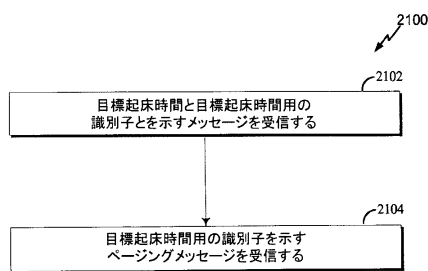 2100
2102
目標起床時間と目標起床時間用の
識別子とを示すメッセージを受信する
2104
目標起床時間用の識別子を示す
ページングメッセージを受信する